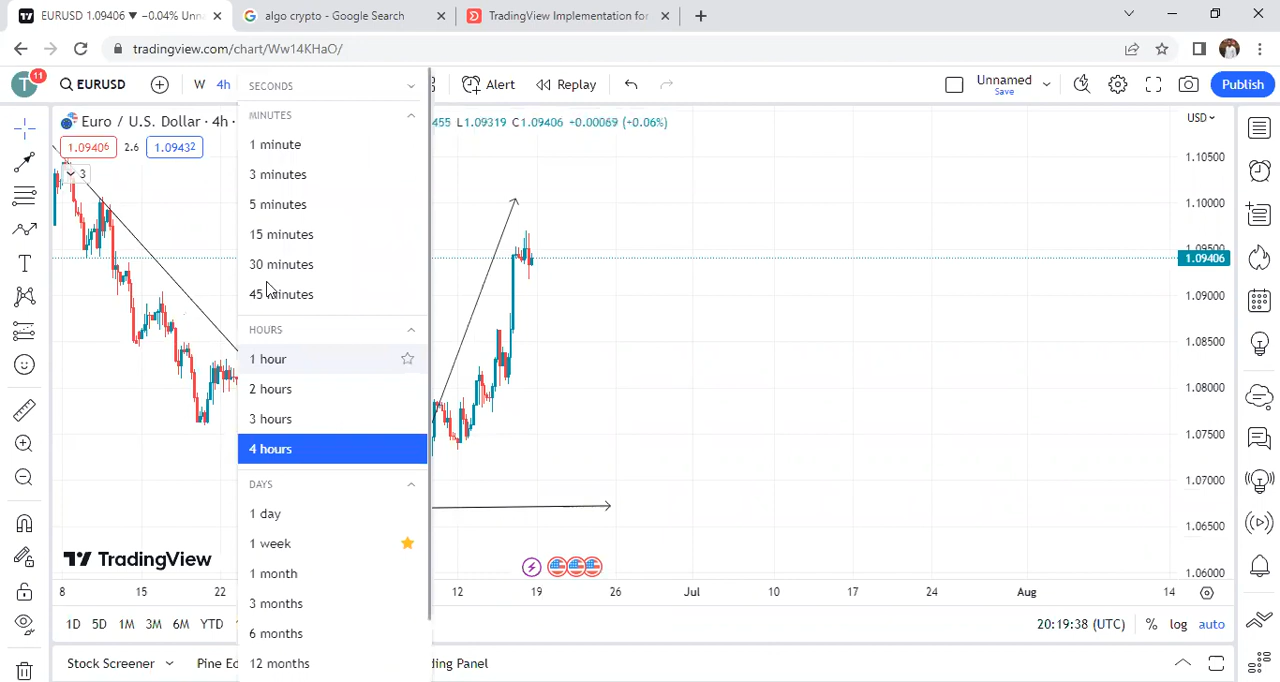 EURUSD 1.09406 ▼ −0.04% Unna
algo crypto - Google Search
TradingView Implementation for
tradingview.com/chart/Ww14KHaO/
T
11
EURUSD
W
4h
Alert
Replay
Unnamed
Save
Publish
Euro / U.S. Dollar · 4h ·
455 L1.09319 C1.09406 +0.00069 (+0.06%)
1.09406
2.6
1.09432
3
SECONDS
MINUTES
1 minute
3 minutes
5 minutes
15 minutes
30 minutes
45 minutes
HOURS
1 hour
2 hours
3 hours
4 hours
DAYS
1 day
1 week
1 month
3 months
6 months
12 months
USD
1.10500
1.10000
1.09500
1.09406
1.09000
1.08500
1.08000
1.07500
1.07000
1.06500
1.06000
TradingView
8
15
22
12
19
26
Jul
10
17
24
Aug
14
1D 5D 1M 3M 6M YTD
20:19:38 (UTC)
%
log
auto
Stock Screener
Pine Ed
ding Panel